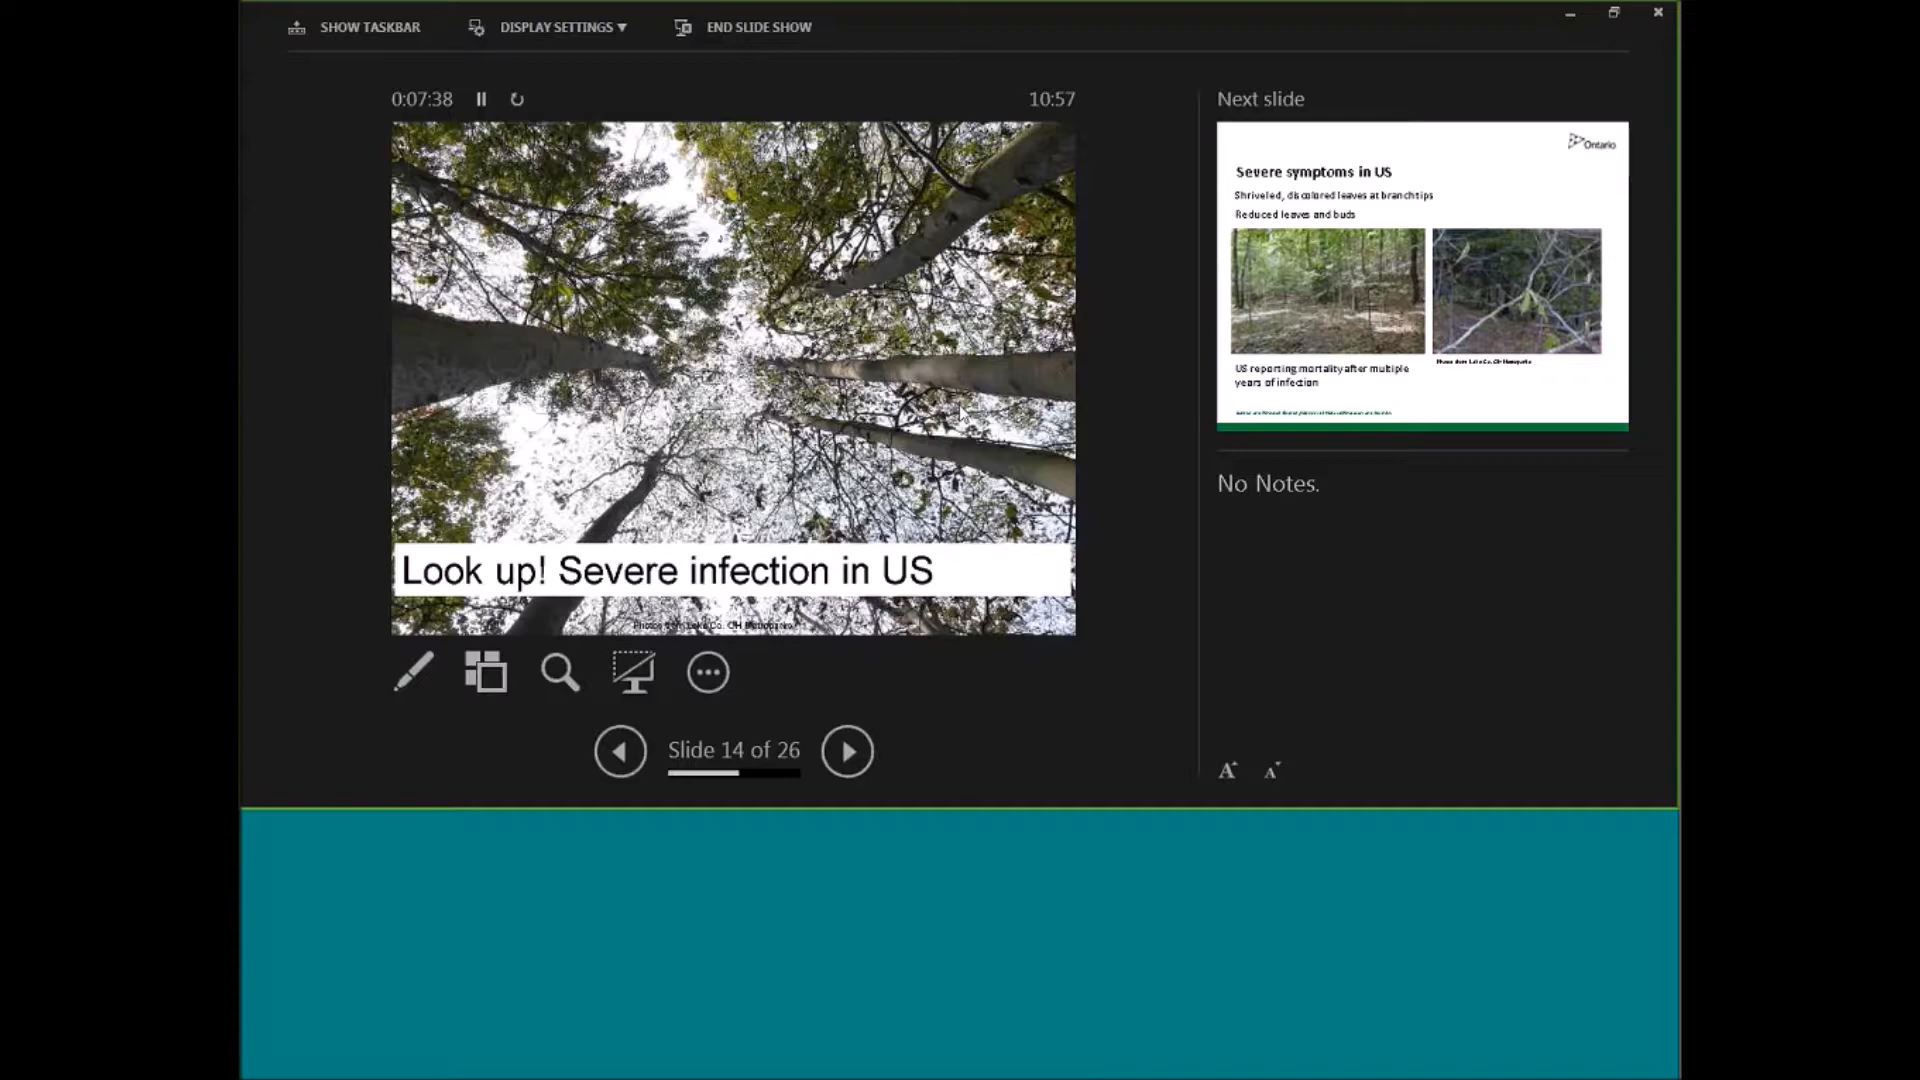 SHOW TASKBAR
DISPLAY SETTINGS ▼
END SLIDE SHOW
0:07:38
10:57
Look up! Severe infection in US
Slide 14 of 26
Next slide
Ontario
Severe symptoms in US
Shriveled, discolored leaves at branch tips
Reduced leaves and buds
US reporting mortality after multiple
years of infection
No Notes.
A
A